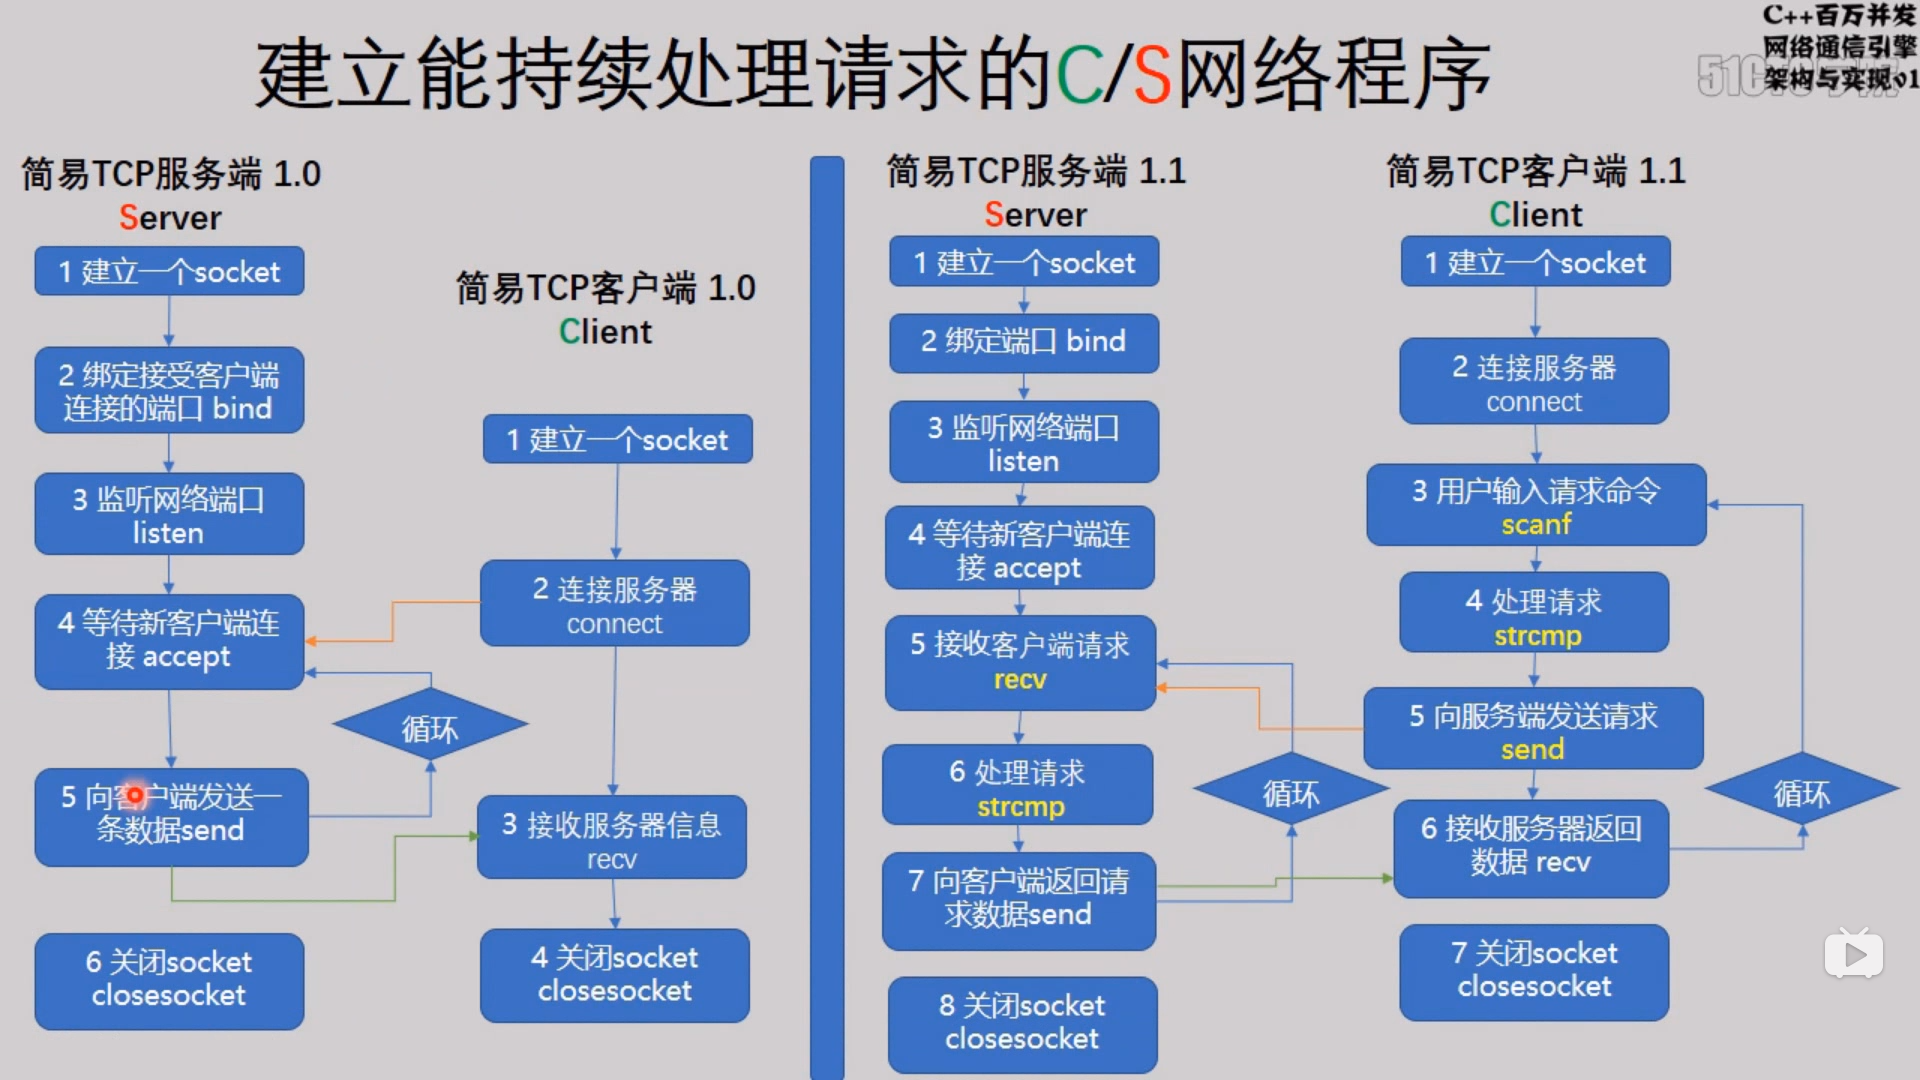 建立能持续处理请求的C/S网络程序
C++百万并发
网络通信引擎
架构与实现01
简易TCP服务端 1.0
Server
1 建立一个socket
2 绑定接受客户端
连接的端口 bind
3 监听网络端口
listen
4 等待新客户端连
接 accept
循环
5 向客户端发送一
条数据send
6 关闭socket
closesocket
简易TCP客户端 1.0
Client
1 建立一个socket
2 连接服务器
connect
3 接收服务器信息
recv
4 关闭socket
closesocket
简易TCP服务端 1.1
Server
1 建立一个socket
2 绑定端口 bind
3 监听网络端口
listen
4 等待新客户端连
接 accept
5 接收客户端请求
recv
6 处理请求
strcmp
循环
7 向客户端返回请
求数据send
8 关闭socket
closesocket
简易TCP客户端 1.1
Client
1 建立一个socket
2 连接服务器
connect
3 用户输入请求命令
scanf
4 处理请求
strcmp
5 向服务端发送请求
send
循环
6 接收服务器返回
数据 recv
7 关闭socket
closesocket